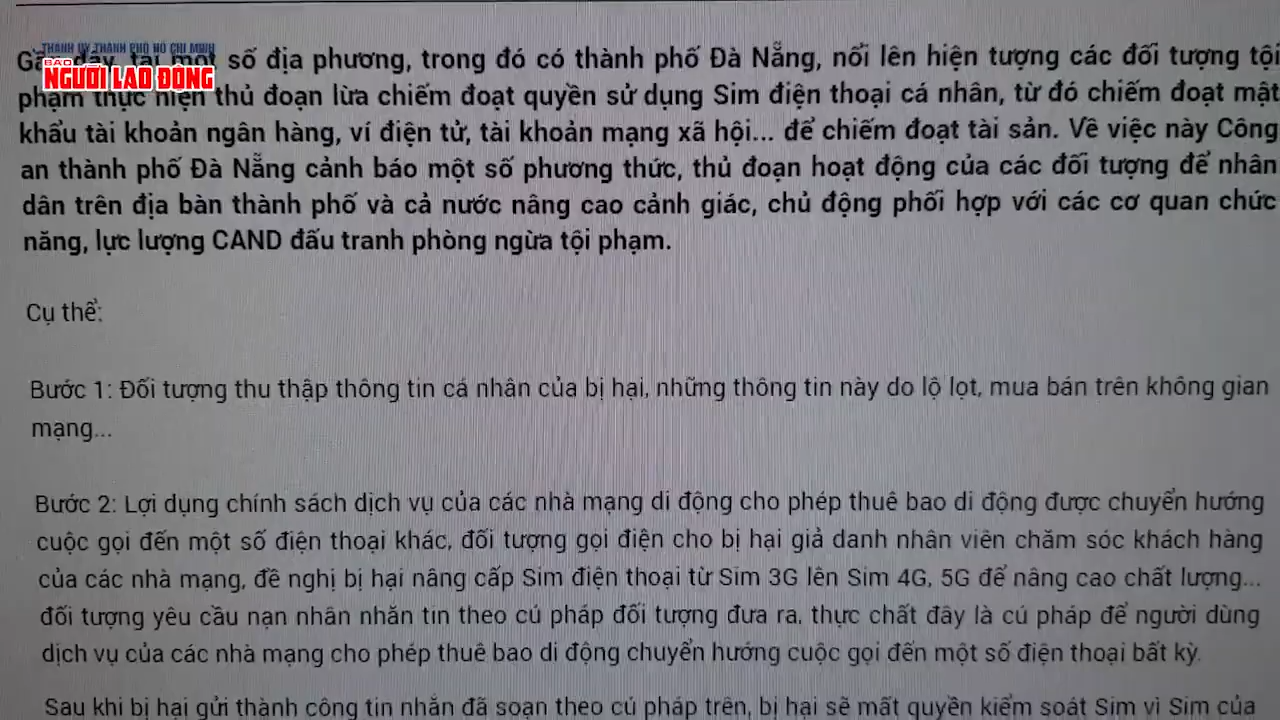 THÀNH ỦY THÀNH PHỐ HỒ CHÍ MINH
BÁO
NGƯỜI LAO ĐỘNG
Gần đây, tại một số địa phương, trong đó có thành phố Đà Nẵng, nổi lên hiện tượng các đối tượng tội
phạm thực hiện thủ đoạn lừa chiếm đoạt quyền sử dụng Sim điện thoại cá nhân, từ đó chiếm đoạt mật
khẩu tài khoản ngân hàng, ví điện tử, tài khoản mạng xã hội... để chiếm đoạt tài sản. Về việc này Công
an thành phố Đà Nẵng cảnh báo một số phương thức, thủ đoạn hoạt động của các đối tượng để nhân
dân trên địa bàn thành phố và cả nước nâng cao cảnh giác, chủ động phối hợp với các cơ quan chức
năng, lực lượng CAND đấu tranh phòng ngừa tội phạm.
Cụ thể:
Bước 1: Đối tượng thu thập thông tin cá nhân của bị hại, những thông tin này do lộ lọt, mua bán trên không gian
mạng...
Bước 2: Lợi dụng chính sách dịch vụ của các nhà mạng di động cho phép thuê bao di động được chuyển hướng
cuộc gọi đến một số điện thoại khác, đối tượng gọi điện cho bị hại giả danh nhân viên chăm sóc khách hàng
của các nhà mạng, đề nghị bị hại nâng cấp Sim điện thoại từ Sim 3G lên Sim 4G, 5G để nâng cao chất lượng...
đối tượng yêu cầu nạn nhân nhắn tin theo cú pháp đối tượng đưa ra, thực chất đây là cú pháp để người dùng
dịch vụ của các nhà mạng cho phép thuê bao di động chuyển hướng cuộc gọi đến một số điện thoại bất kỳ.
Sau khi bị hại gửi thành công tin nhắn đã soạn theo cú pháp trên, bị hại sẽ mất quyền kiểm soát Sim vì Sim của